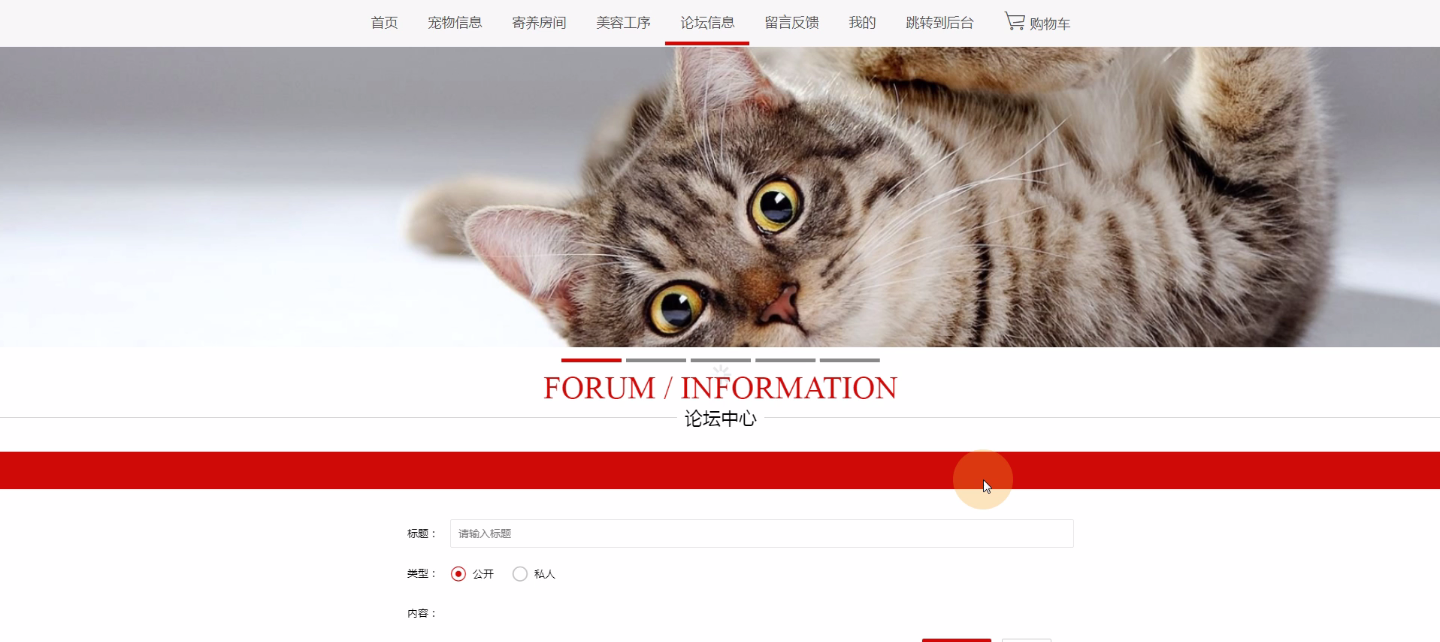 首页 宠物信息 寄养房间 美容工序 论坛信息 留言反馈 我的 跳转到后台 购物车
FORUM / INFORMATION
论坛中心
标题： 请输入标题
类型： 公开 私人
内容：